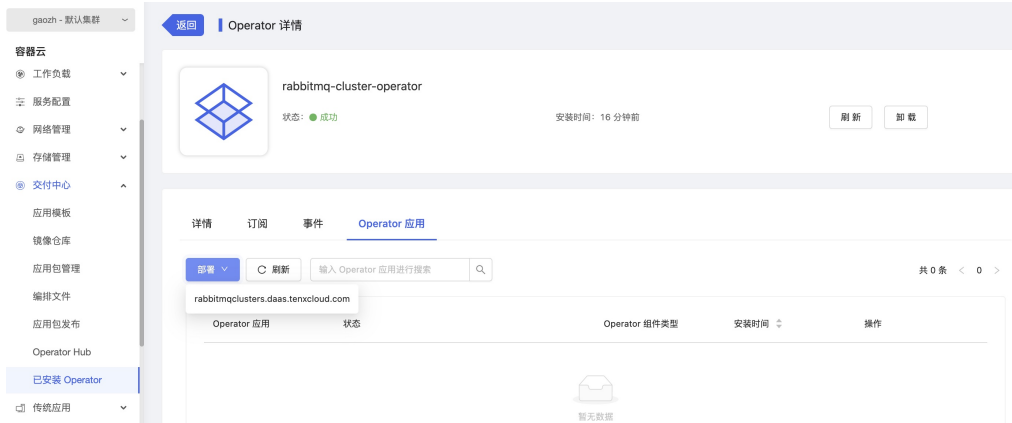 gaozh - 默认集群
返回
Operator 详情
容器云
工作负载
服务配置
网络管理
存储管理
交付中心
应用模板
镜像仓库
应用包管理
编排文件
应用包发布
Operator Hub
已安装 Operator
传统应用
rabbitmq-cluster-operator
状态: 成功
安装时间: 16 分钟前
刷 新
卸 载
详情 订阅 事件 Operator 应用
部署
刷新
输入 Operator 应用进行搜索
共 0 条 < 0 >
rabbitmqclusters.daas.tenxcloud.com
Operator 应用 状态 Operator 组件类型 安装时间 操作
暂无数据